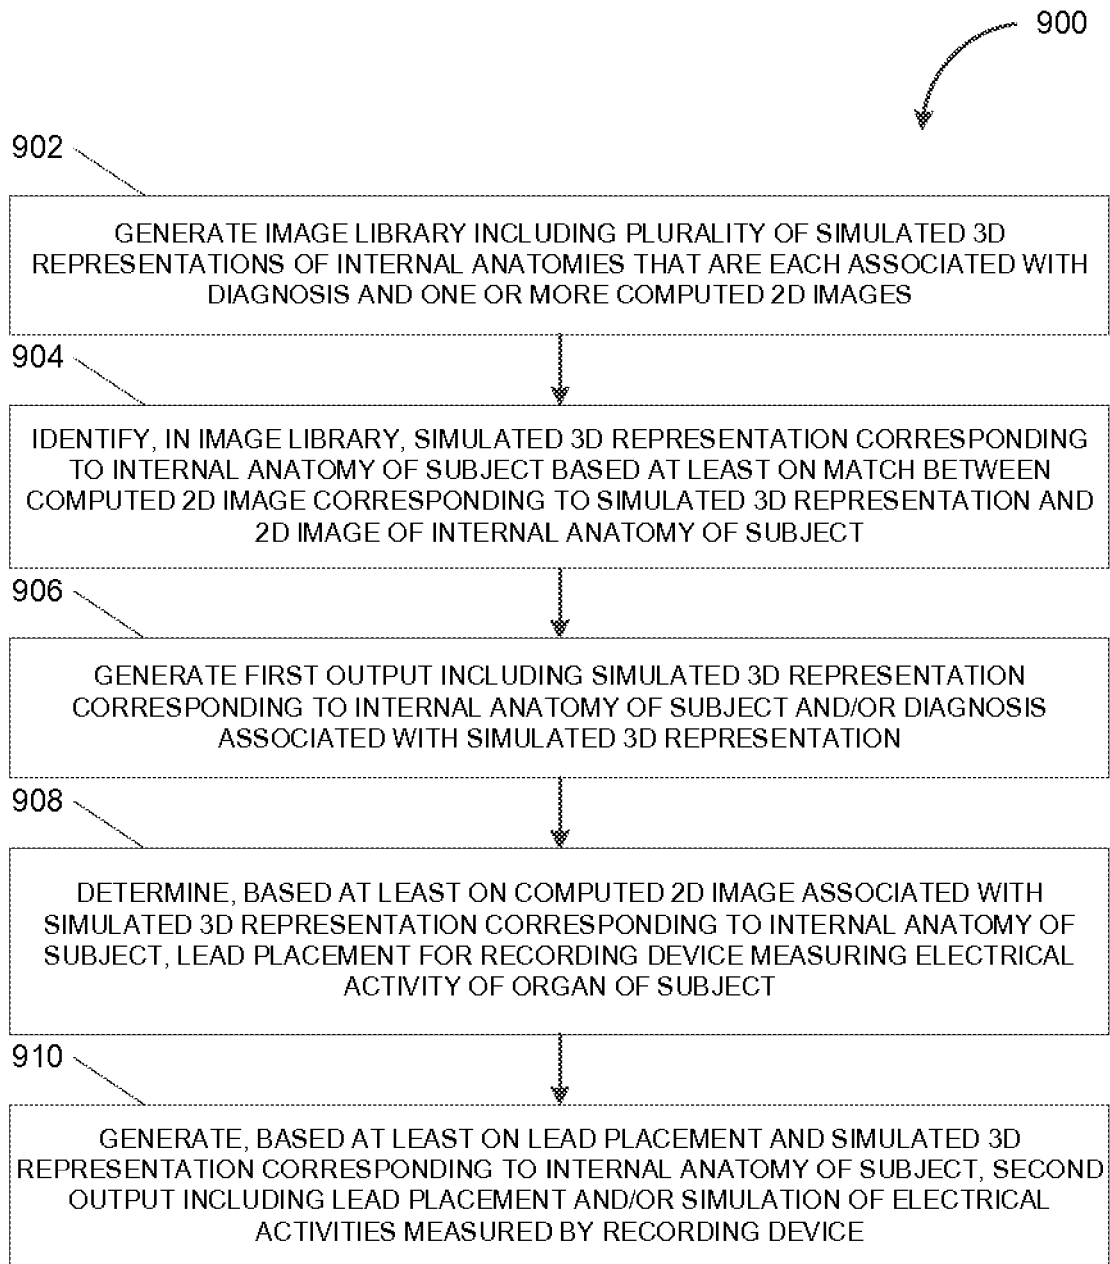 900
902
GENERATE IMAGE LIBRARY INCLUDING PLURALITY OF SIMULATED 3D
REPRESENTATIONS OF INTERNAL ANATOMIES THAT ARE EACH ASSOCIATED WITH
DIAGNOSIS AND ONE OR MORE COMPUTED 2D IMAGES
904
IDENTIFY, IN IMAGE LIBRARY, SIMULATED 3D REPRESENTATION CORRESPONDING
TO INTERNAL ANATOMY OF SUBJECT BASED AT LEAST ON MATCH BETWEEN
COMPUTED 2D IMAGE CORRESPONDING TO SIMULATED 3D REPRESENTATION AND
2D IMAGE OF INTERNAL ANATOMY OF SUBJECT
906
GENERATE FIRST OUTPUT INCLUDING SIMULATED 3D REPRESENTATION
CORRESPONDING TO INTERNAL ANATOMY OF SUBJECT AND/OR DIAGNOSIS
ASSOCIATED WITH SIMULATED 3D REPRESENTATION
908
DETERMINE, BASED AT LEAST ON COMPUTED 2D IMAGE ASSOCIATED WITH
SIMULATED 3D REPRESENTATION CORRESPONDING TO INTERNAL ANATOMY OF
SUBJECT, LEAD PLACEMENT FOR RECORDING DEVICE MEASURING ELECTRICAL
ACTIVITY OF ORGAN OF SUBJECT
910
GENERATE, BASED AT LEAST ON LEAD PLACEMENT AND SIMULATED 3D
REPRESENTATION CORRESPONDING TO INTERNAL ANATOMY OF SUBJECT, SECOND
OUTPUT INCLUDING LEAD PLACEMENT AND/OR SIMULATION OF ELECTRICAL
ACTIVITIES MEASURED BY RECORDING DEVICE